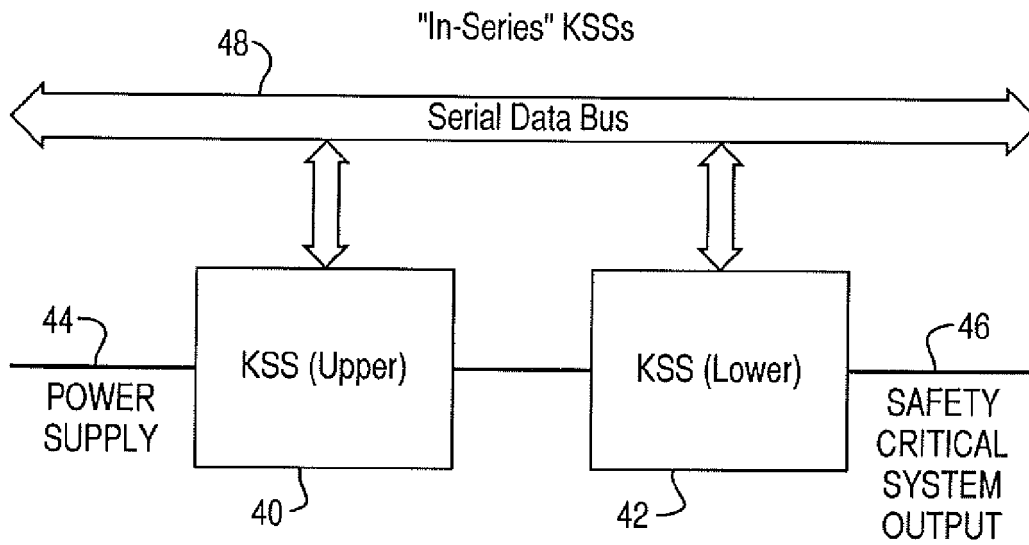 "In-Series" KSSs
48
Serial Data Bus
44
46
KSS (Upper)
KSS (Lower)
POWER
SUPPLY
SAFETY
CRITICAL
SYSTEM
OUTPUT
40
42